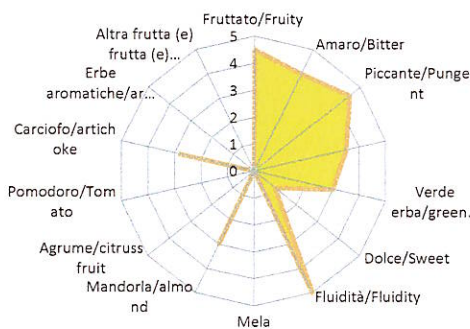 Fruttato/Fruity
Amaro/Bitter
Piccante/Punge
nt
Verde
erba/green.
Dolce/Sweet
Fluidità/Fluidity
Mela
Mandorla/almo
nd
Agrume/citruss
fruit
Pomodoro/Tom
ato
Carciofo/artich
oke
Erbe
aromatiche/ar...
Altra frutta (e)
frutta (e)...
5
4
3
2
1
0